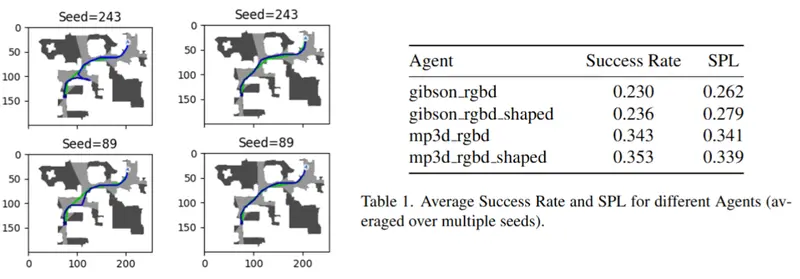 Seed=243
0
50
100
150
Seed=243
0
50
100
150
Seed=89
0
50
100
150
0 100 200
Seed=89
0
50
100
150
0 100 200
Agent Success Rate SPL
gibson_rgbd 0.230 0.262
gibson_rgbd_shaped 0.236 0.279
mp3d_rgbd 0.343 0.341
mp3d_rgbd_shaped 0.353 0.339
Table 1. Average Success Rate and SPL for different Agents (av-
eraged over multiple seeds).